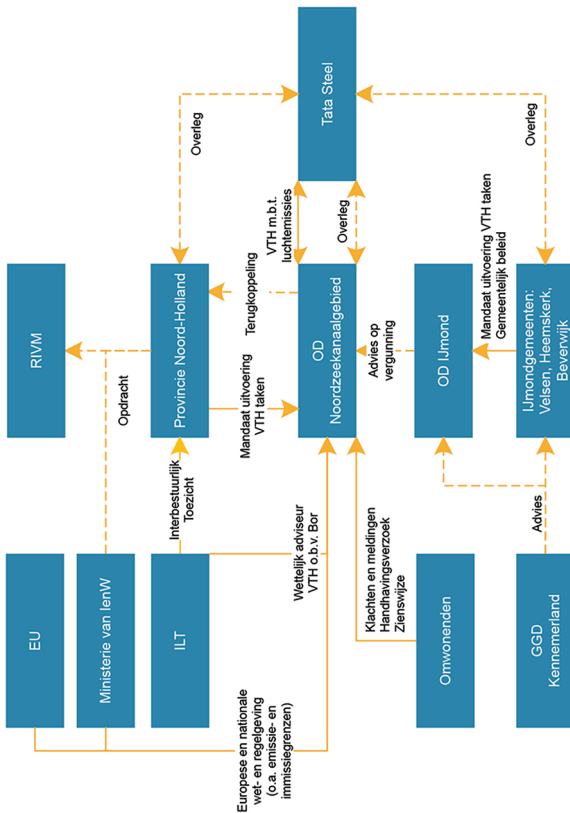 EU
Ministerie van IenW
ILT
Omwonenden
GGD
Kennemerland
Europese en nationale
wet- en regelgeving
(o.a. emissie- en
immissiegrenzen)
Opdracht
Interbestuurlijk
Toezicht
Wettelijk adviseur
VTH o.b.v. Bor
Klachten en meldingen
Handhavingsverzoek
Zienswijze
Advies
RIVM
Provincie Noord-Holland
Mandaat uitvoering
VTH taken
Terugkoppeling
OD
Noordzeekanaalgebied
Advies op
vergunning
OD IJmond
Mandaat uitvoering VTH taken
Gemeentelijk beleid
IJmondgemeenten:
Velsen, Heemskerk,
Beverwijk
Overleg
VTH m.b.t.
luchtemissies
Overleg
Overleg
Tata Steel